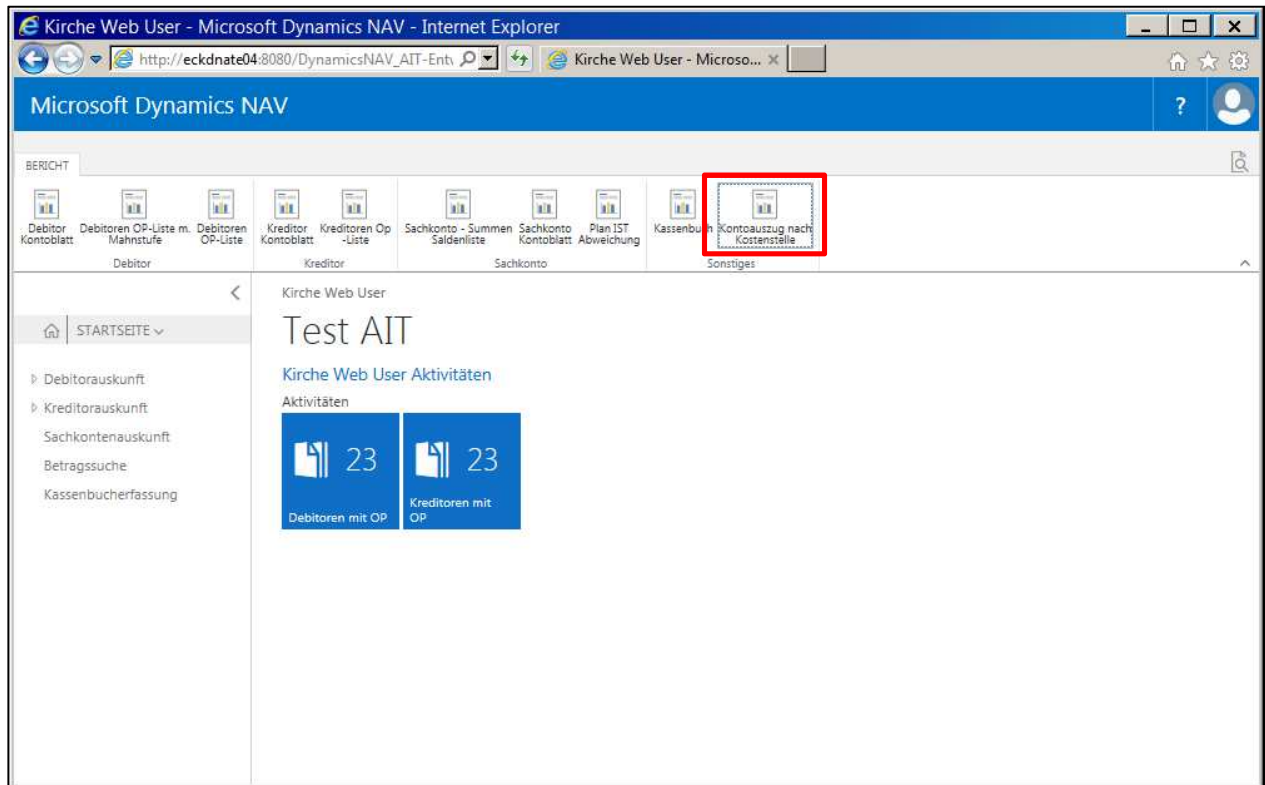 Kirche Web User - Microsoft Dynamics NAV - Internet Explorer
http://eckdnate04:8080/DynamicsNAV_AIT-Entv
Kirche Web User - Microso...
Microsoft Dynamics NAV
?
BERICHT
Debitor Kontoblatt
Debitoren OP-Liste m. Mahnstufe
Debitoren OP-Liste
Kreditor Kontoblatt
Kreditoren Op -Liste
Sachkonto - Summen Saldenliste
Sachkonto Kontoblatt
Plan IST Abweichung
Kassenbuch
Kontoauszug nach Kostenstelle
Debitor
Kreditor
Sachkonto
Sonstiges
Kirche Web User
STARTSEITE
Test AIT
Debitorauskunft
Kreditorauskunft
Sachkontenauskunft
Betragssuche
Kassenbucherfassung
Kirche Web User Aktivitäten
Aktivitäten
23
Debitoren mit OP
23
Kreditoren mit
OP